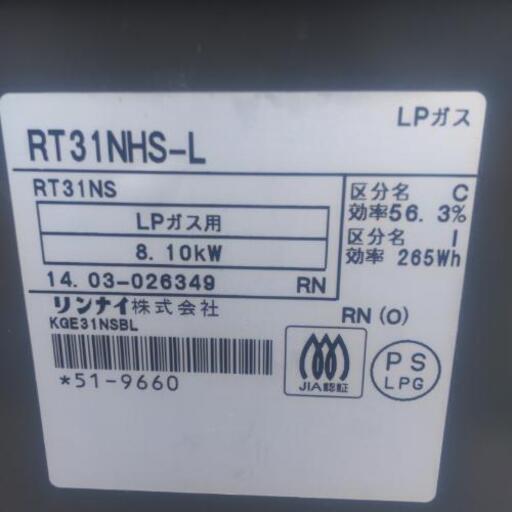 LPガス
RT31NHS-L
RT31NS
LPガス用
8.10kW
14.03-026349 RN
リンナイ株式会社
KGE31NSBL
*51-9660
区分名 C
効率56.3%
区分名 I
効率 265Wh
RN(O)
JIA認証
PS
LPG